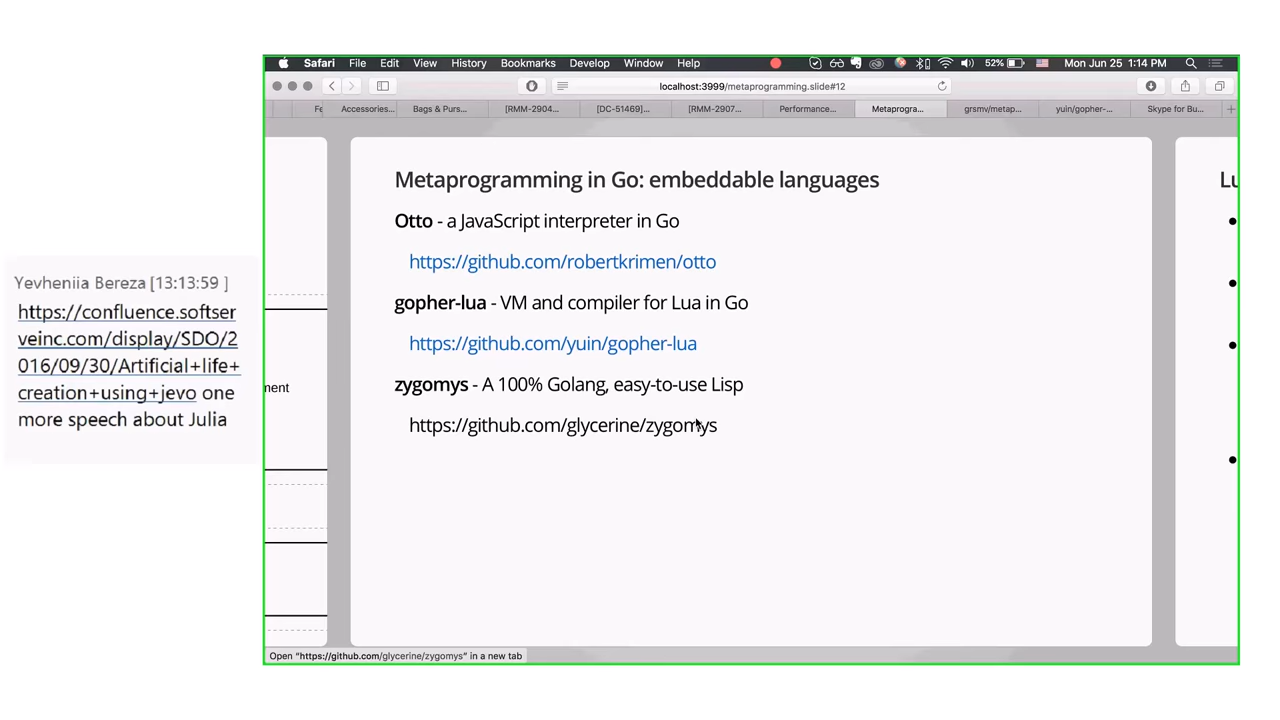 Safari File Edit View History Bookmarks Develop Window Help 52% Mon Jun 25 1:14 PM
localhost:3999/metaprogramming.slide#12
Fe Accessories... Bags & Purs... [RMM-2904... [DC-51469]... [RMM-2907... Performance... Metaprogra... grsmv/metap... yuin/gopher-... Skype for Bu...
Yevheniia Bereza [13:13:59 ]
https://confluence.softser
veinc.com/display/SDO/2
016/09/30/Artificial+life+
creation+using+jevo one
more speech about Julia
ment
Metaprogramming in Go: embeddable languages
Otto - a JavaScript interpreter in Go
https://github.com/robertkrimen/otto
gopher-lua - VM and compiler for Lua in Go
https://github.com/yuin/gopher-lua
zygomys - A 100% Golang, easy-to-use Lisp
https://github.com/glycerine/zygomys
Lu
Open “https://github.com/glycerine/zygomys” in a new tab